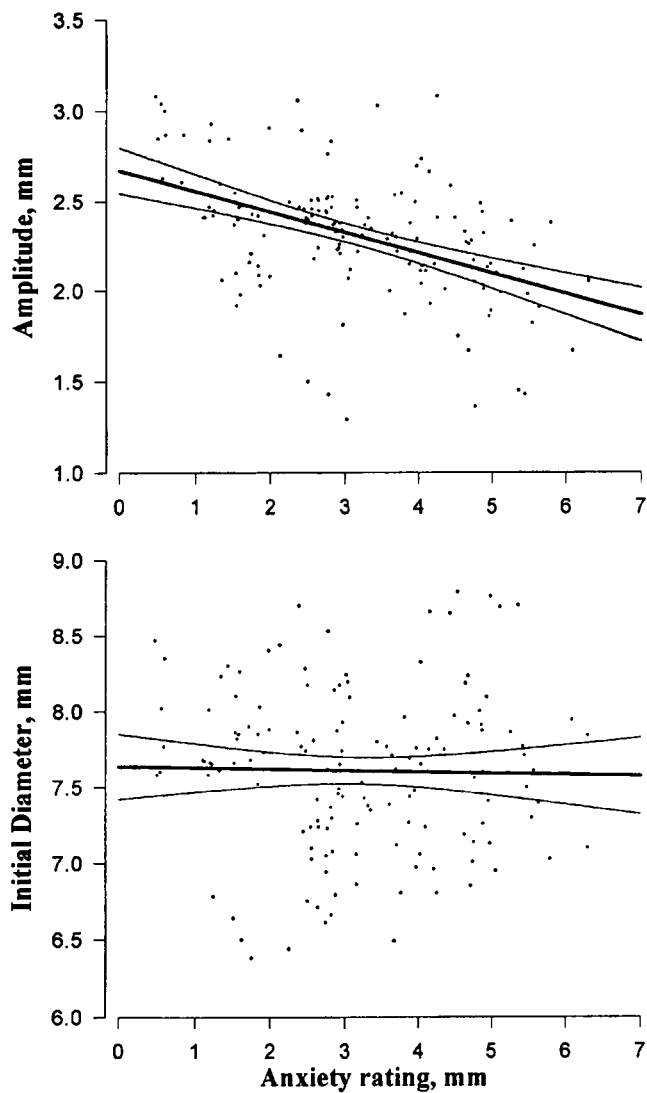 3.5
3.0
2.5
2.0
1.5
1.0
Amplitude, mm
0 1 2 3 4 5 6 7
9.0
8.5
8.0
7.5
7.0
6.5
6.0
Initial Diameter, mm
0 1 2 3 4 5 6 7
Anxiety rating, mm